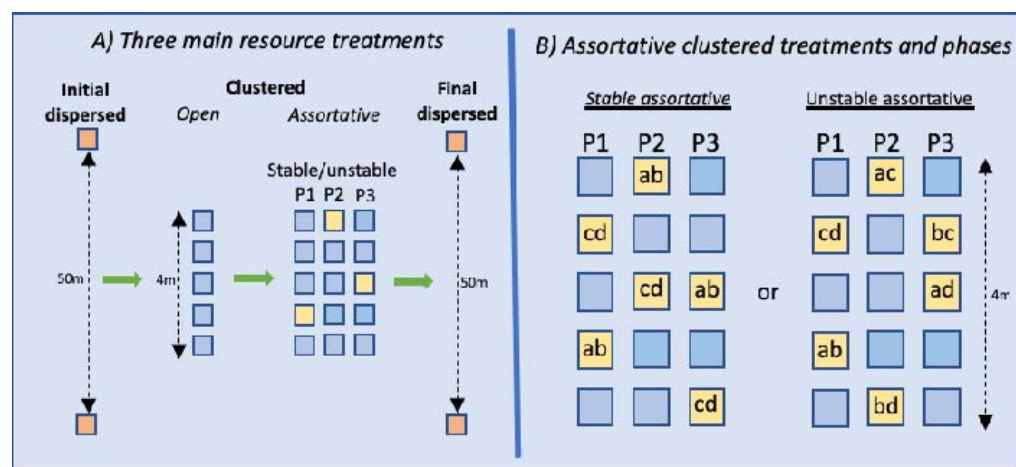 A) Three main resource treatments
Initial dispersed
Clustered
Open
Assortative
Final dispersed
Stable/unstable
P1 P2 P3
50m
4m
50m
B) Assortative clustered treatments and phases
Stable assortative
Unstable assortative
P1 P2 P3
P1 P2 P3
ab
ac
cd
cd
bc
cd ab
or
ad
4m
ab
ab
cd
bd